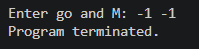 Enter go and M: -1 -1
Program terminated.